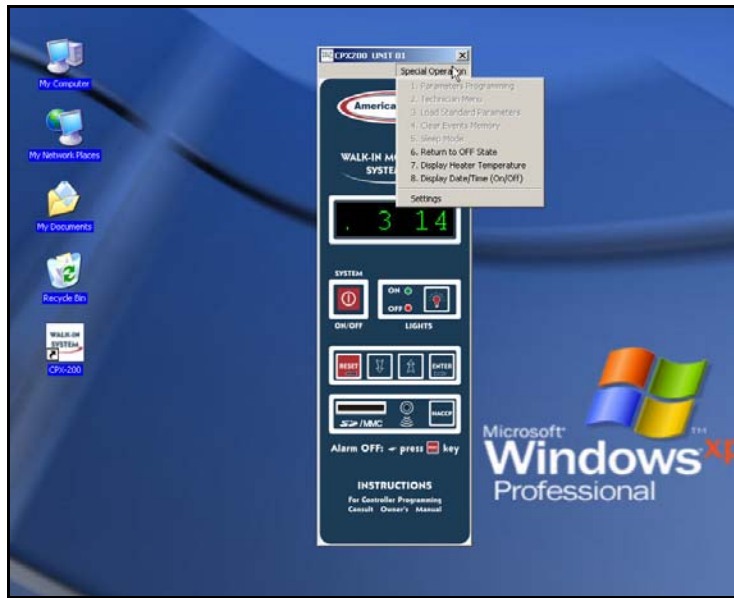 My Computer
My Network Places
My Documents
Recycle Bin
WALK-IN
SYSTEM
CPX-200
CPX200 UNIT 01
Special Operation
1. Parameters Programming
2. Technician Menu
3. Load Standard Parameters
4. Clear Events Memory
5. Sleep Mode
6. Return to OFF State
7. Display Heater Temperature
8. Display Date/Time (On/Off)
Settings
America
WALK-IN M
SYSTE
. 3 14
SYSTEM
ON
OFF
ON/OFF LIGHTS
RESET ENTER
SD /MMC HACCP
Alarm OFF: press key
INSTRUCTIONS
For Controller Programming
Consult Owner's Manual
Microsoft
Windows xp
Professional